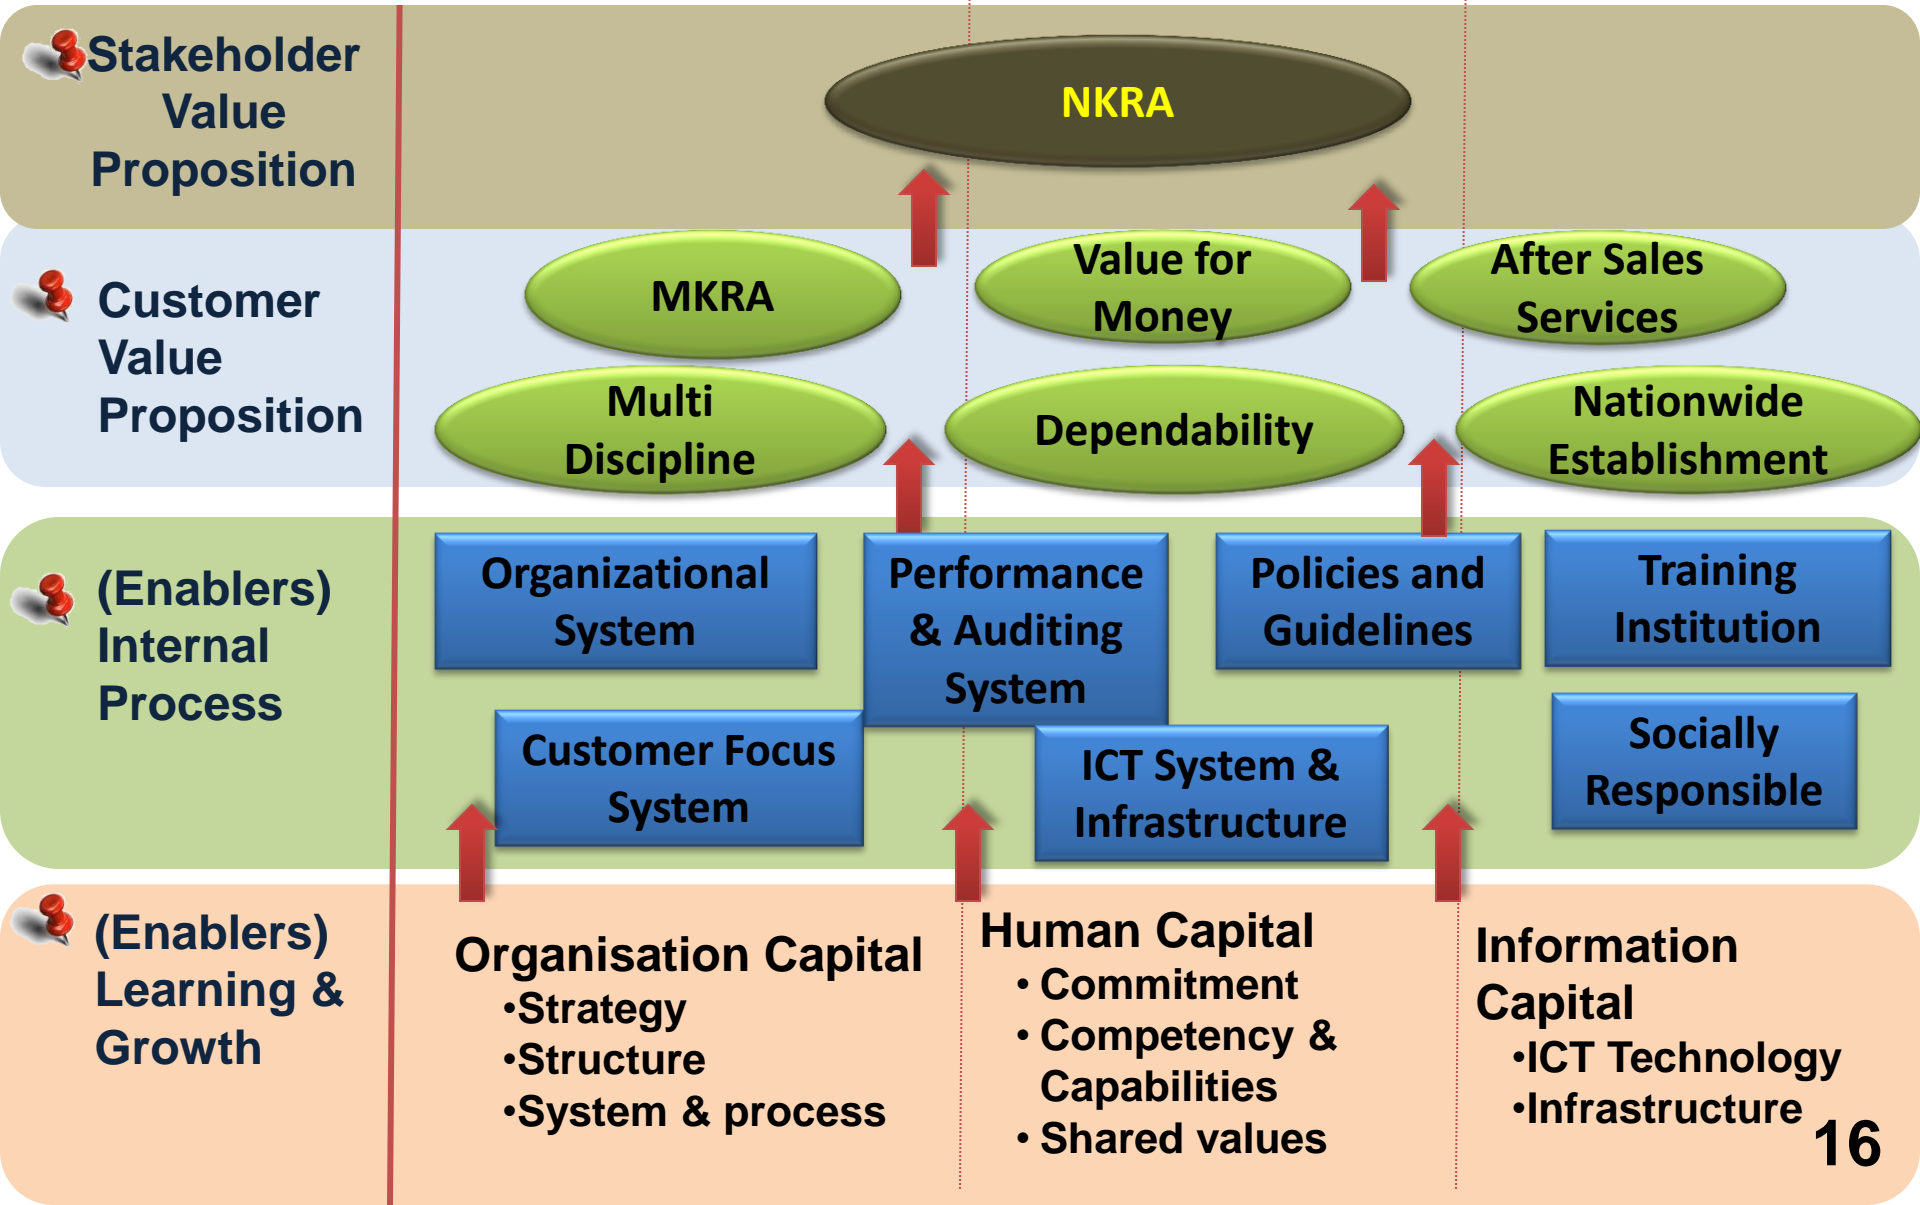 Stakeholder
Value
Proposition
NKRA
Customer
Value
Proposition
MKRA
Value for
Money
After Sales
Services
Multi
Discipline
Dependability
Nationwide
Establishment
(Enablers)
Internal
Process
Organizational
System
Performance
& Auditing
System
Policies and
Guidelines
Training
Institution
Customer Focus
System
ICT System &
Infrastructure
Socially
Responsible
(Enablers)
Learning &
Growth
Organisation Capital
•Strategy
•Structure
•System & process
Human Capital
• Commitment
• Competency &
Capabilities
• Shared values
Information
Capital
•ICT Technology
•Infrastructure
16